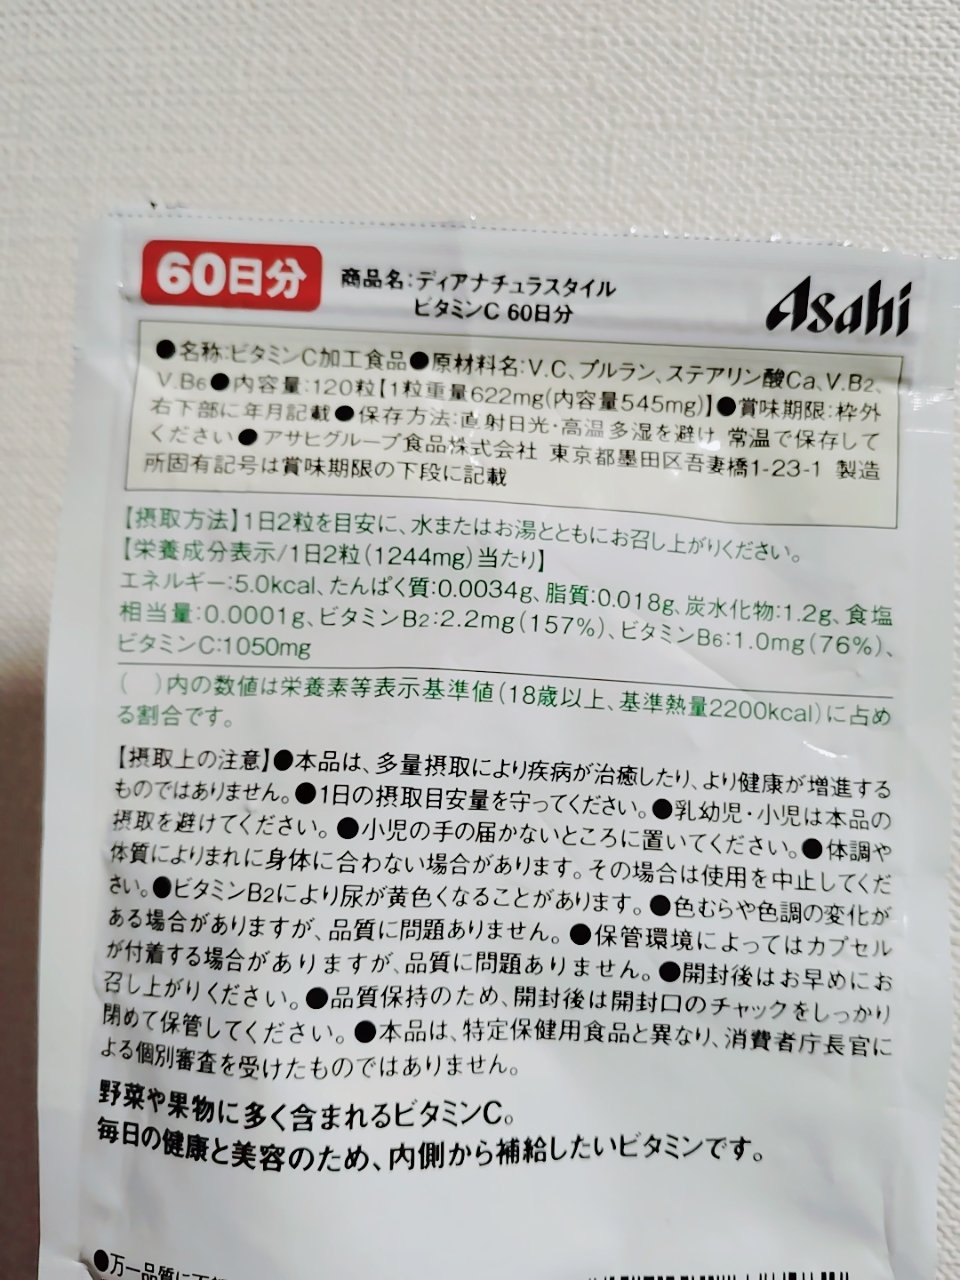 60日分
商品名:ディアナチュラスタイル
ビタミンC 60日分
Asahi
●名称:ビタミンC加工食品●原材料名:V.C、プルラン、ステアリン酸Ca、V.B2、
V.B6●内容量:120粒【1粒重量622mg(内容量545mg)】●賞味期限:枠外
右下部に年月記載●保存方法:直射日光・高温多湿を避け 常温で保存して
ください●アサヒグループ食品株式会社 東京都墨田区吾妻橋1-23-1 製造
所固有記号は賞味期限の下段に記載
【摂取方法】1日2粒を目安に、水またはお湯とともにお召し上がりください。
【栄養成分表示/1日2粒(1244mg)当たり】
エネルギー:5.0kcal、たんぱく質:0.0034g、脂質:0.018g、炭水化物:1.2g、食塩
相当量:0.0001g、ビタミンB2:2.2mg(157%)、ビタミンB6:1.0mg(76%)、
ビタミンC:1050mg
( )内の数値は栄養素等表示基準値(18歳以上、基準熱量2200kcal)に占め
る割合です。
【摂取上の注意】●本品は、多量摂取により疾病が治癒したり、より健康が増進する
ものではありません。●1日の摂取目安量を守ってください。●乳幼児・小児は本品の
摂取を避けてください。●小児の手の届かないところに置いてください。●体調や
体質によりまれに身体に合わない場合があります。その場合は使用を中止してくだ
さい。●ビタミンB2により尿が黄色くなることがあります。●色むらや色調の変化が
ある場合がありますが、品質に問題ありません。●保管環境によってはカプセル
が付着する場合がありますが、品質に問題ありません。●開封後はお早めにお
召し上がりください。●品質保持のため、開封後は開封口のチャックをしっかり
閉めて保管してください。●本品は、特定保健用食品と異なり、消費者庁長官に
よる個別審査を受けたものではありません。
野菜や果物に多く含まれるビタミンC。
毎日の健康と美容のため、内側から補給したいビタミンです。
●万一品質に